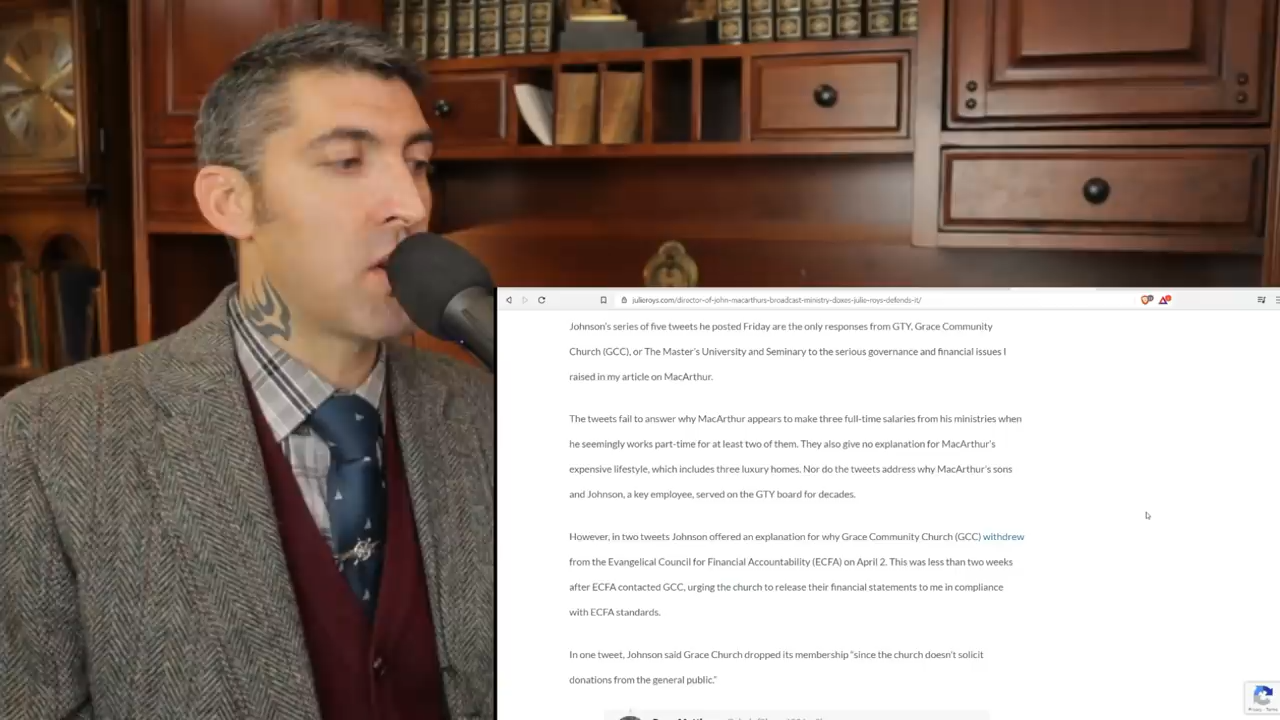 julieroys.com/director-of-john-macarthurs-broadcast-ministry-doxes-julie-roys-defends-it/
Johnson's series of five tweets he posted Friday are the only responses from GTY, Grace Community
Church (GCC), or The Master's University and Seminary to the serious governance and financial issues I
raised in my article on MacArthur.
The tweets fail to answer why MacArthur appears to make three full-time salaries from his ministries when
he seemingly works part-time for at least two of them. They also give no explanation for MacArthur's
expensive lifestyle, which includes three luxury homes. Nor do the tweets address why MacArthur's sons
and Johnson, a key employee, served on the GTY board for decades.
However, in two tweets Johnson offered an explanation for why Grace Community Church (GCC) withdrew
from the Evangelical Council for Financial Accountability (ECFA) on April 2. This was less than two weeks
after ECFA contacted GCC, urging the church to release their financial statements to me in compliance
with ECFA standards.
In one tweet, Johnson said Grace Church dropped its membership "since the church doesn't solicit
donations from the general public."